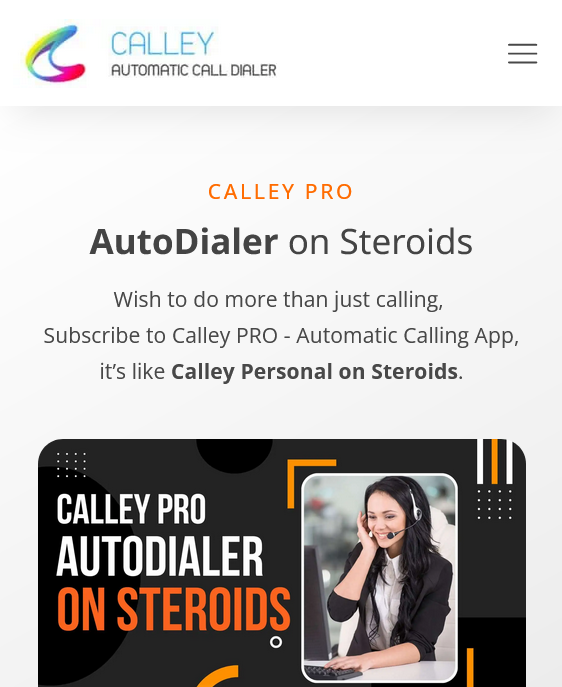 CALLEY
AUTOMATIC CALL DIALER
CALLEY PRO
AutoDialer on Steroids
Wish to do more than just calling,
Subscribe to Calley PRO - Automatic Calling App,
it’s like Calley Personal on Steroids.
CALLEY PRO
AUTODIALER
ON STEROIDS